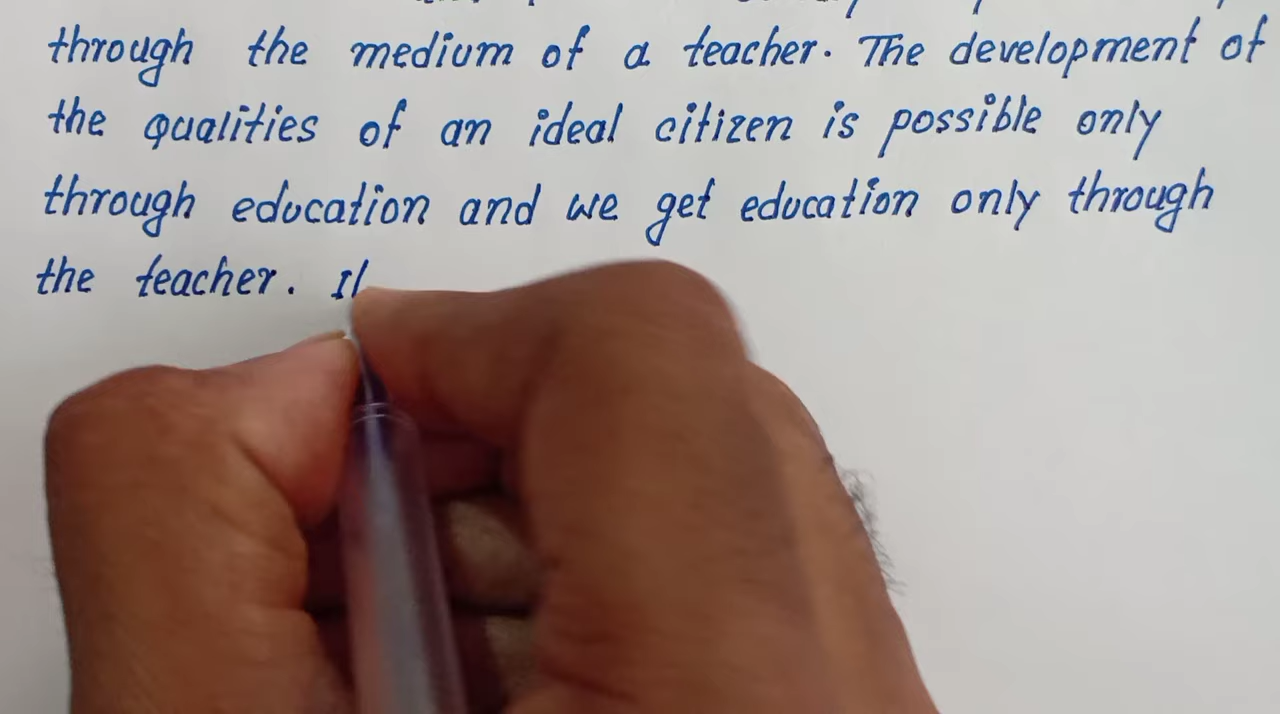 through the medium of a teacher. The development of
the qualities of an ideal citizen is possible only
through education and we get education only through
the teacher.